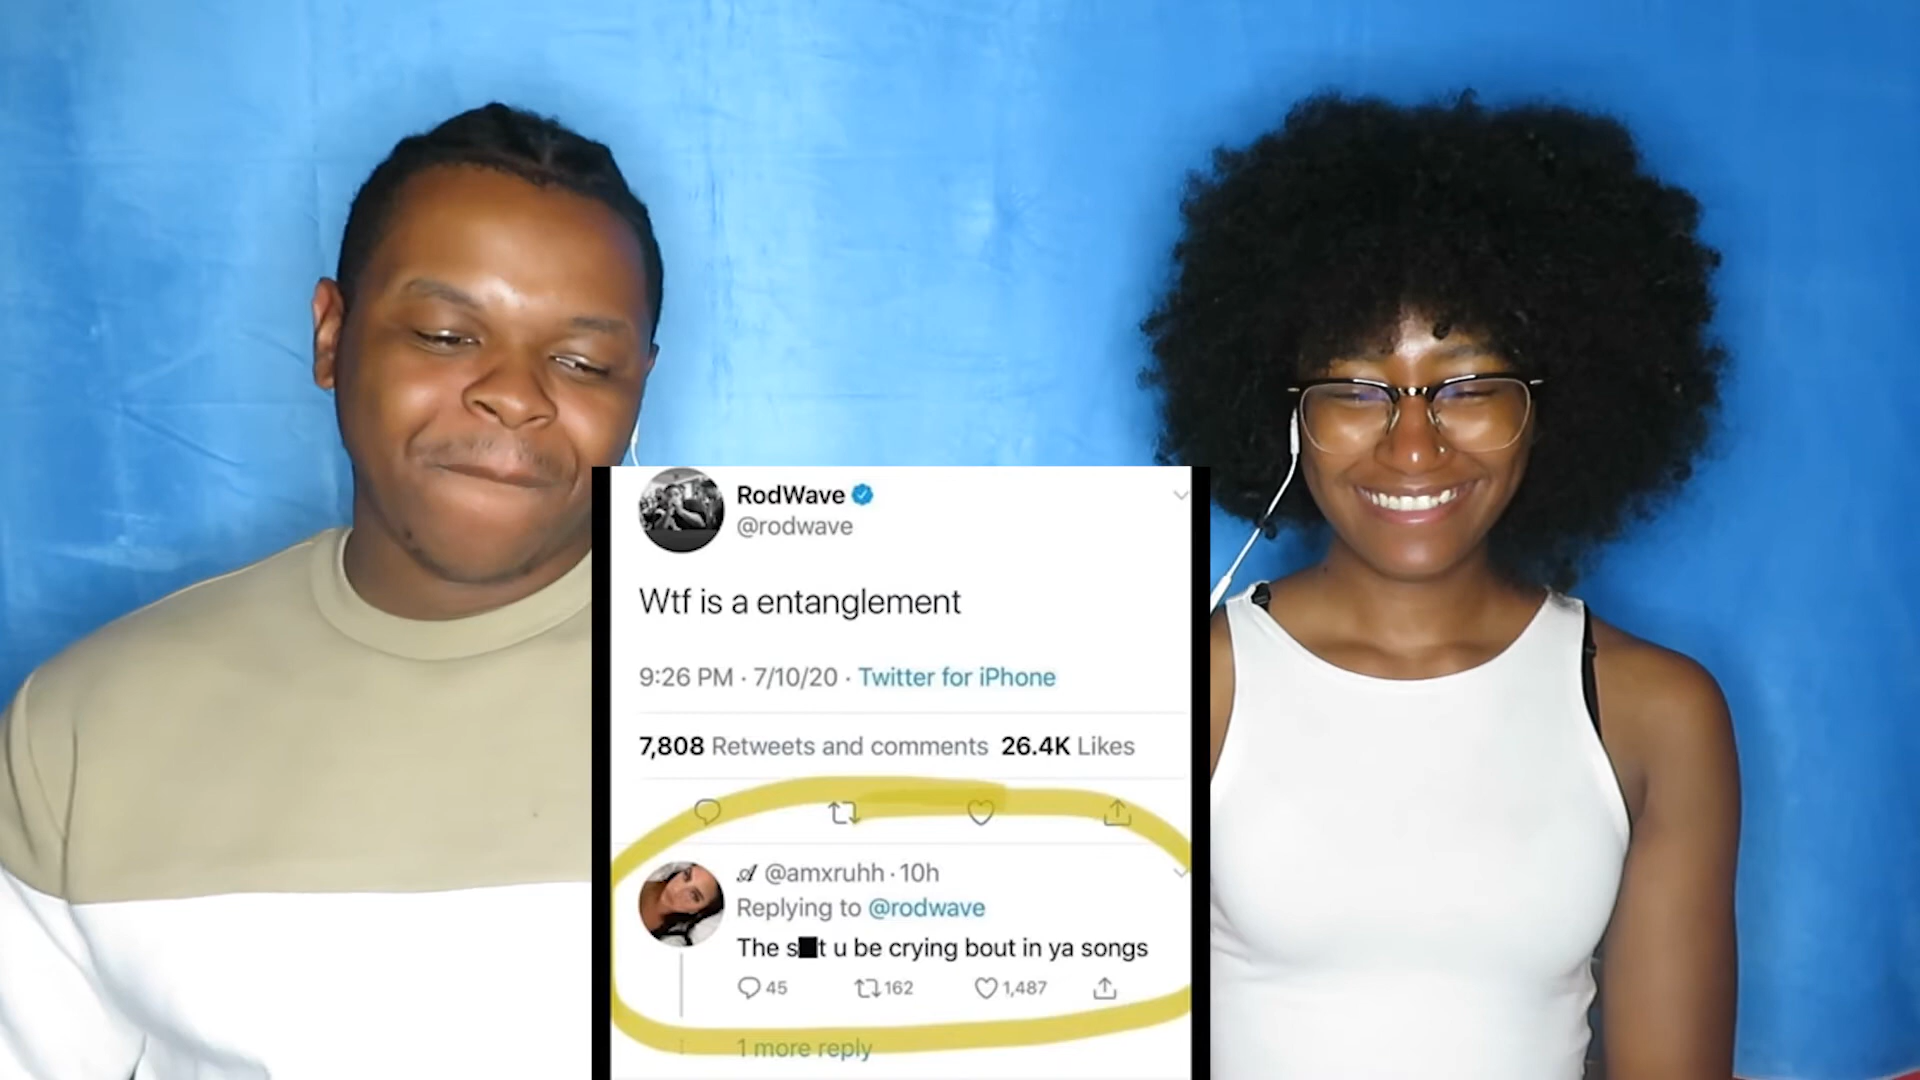 RodWave
@rodwave
Wtf is a entanglement
9:26 PM · 7/10/20 · Twitter for iPhone
7,808 Retweets and comments 26.4K Likes
@amxruhh · 10h
Replying to @rodwave
The s■t u be crying bout in ya songs
45 162 1,487
1 more reply